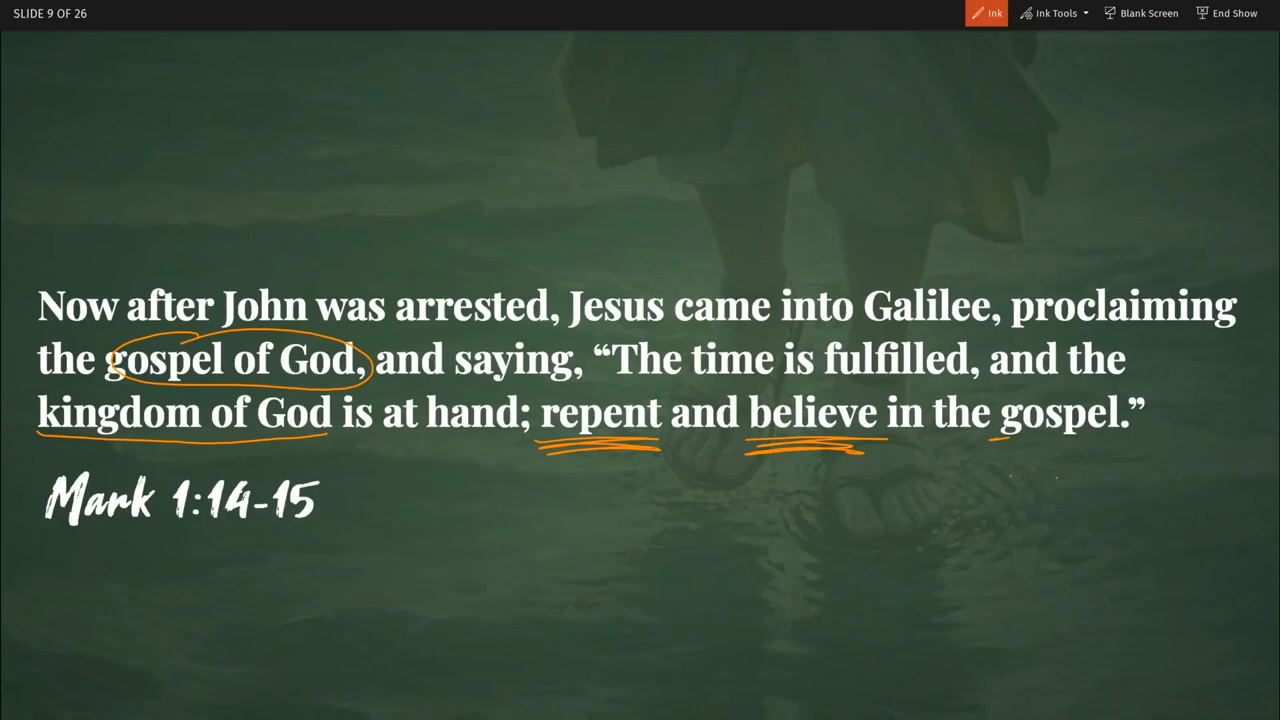 SLIDE 9 OF 26
Ink
Ink Tools
Blank Screen
End Show
Now after John was arrested, Jesus came into Galilee, proclaiming
the gospel of God, and saying, “The time is fulfilled, and the
kingdom of God is at hand; repent and believe in the gospel.”
Mark 1:14-15